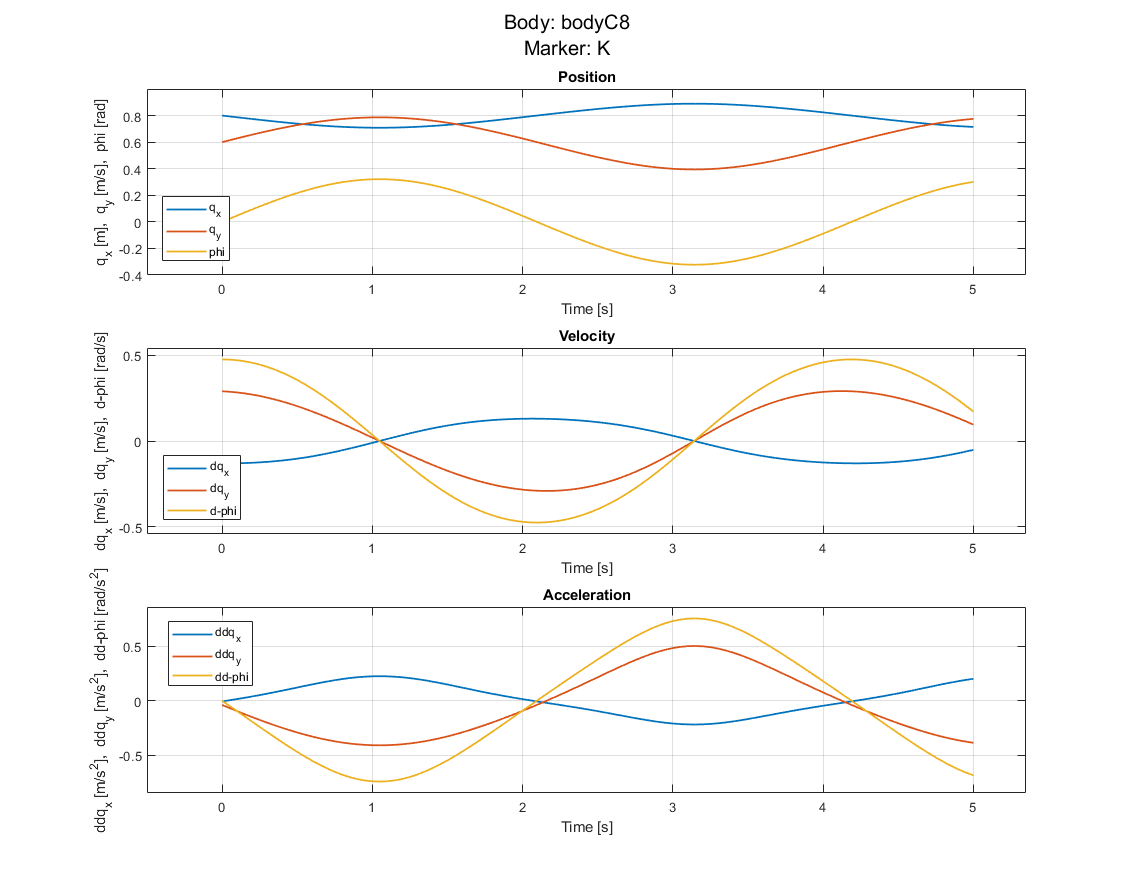 Body: bodyC8
Marker: K
Position
q_x [m], q_y [m/s], phi [rad]
0.8
0.6
0.4
0.2
0
-0.2
-0.4
q_x
q_y
phi
0 1 2 3 4 5
Time [s]
Velocity
dq_x [m/s], dq_y [m/s], d-phi [rad/s]
0.5
0
-0.5
dq_x
dq_y
d-phi
0 1 2 3 4 5
Time [s]
Acceleration
ddq_x [m/s^2], ddq_y [m/s^2], dd-phi [rad/s^2]
0.5
0
-0.5
ddq_x
ddq_y
dd-phi
0 1 2 3 4 5
Time [s]